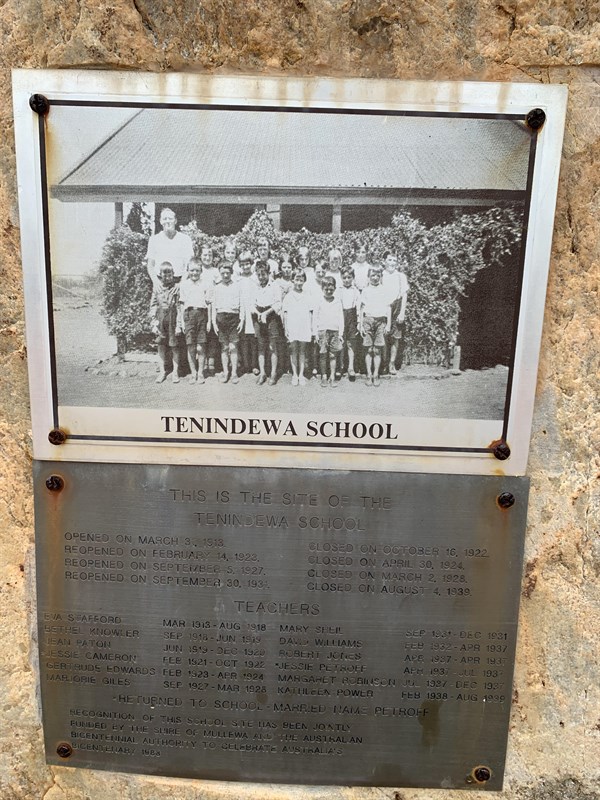 TENINDEWA SCHOOL
THIS IS THE SITE OF THE
TENINDEWA SCHOOL
OPENED ON MARCH 3, 1913. CLOSED ON OCTOBER 16, 1922.
REOPENED ON FEBRUARY 14, 1923. CLOSED ON APRIL 30, 1924.
REOPENED ON SEPTEMBER 5, 1927. CLOSED ON MARCH 2, 1928.
REOPENED ON SEPTEMBER 30, CLOSED ON AUGUST 4, 1939.
TEACHERS
EVA STAFFORD MAR 1913-AUG 1918 MARY SHEIL SEP 1931-DEC 1931
ETHEL KNOWLER SEP 1918-JUN 1919 DAVID WILLIAMS FEB 1932-APR 1937
JEAN PATON JUN 1919-DEC 1920 ROBERT JONES APR 1937-APR
JESSIE CAMERON FEB 1921-OCT 1922 *JESSIE PETROFF APR 1937-JUL 1937
GERTRUDE EDWARDS FEB 1923-APR 1924 MARGARET ROBINSON JUL 1937-DEC 1937
MARJORIE GILES SEP 1927-MAR 1928 KATHLEEN POWER FEB 1938-AUG 1939
*RETURNED TO SCHOOL - MARRIED NAME PETROFF
RECOGNITION OF THIS SCHOOL SITE HAS BEEN JOINTLY
FUNDED BY THE SHIRE OF MULLEWA AND THE AUSTRALIAN
BICENTENNIAL AUTHORITY TO CELEBRATE AUSTRALIA'S
BICENTENARY